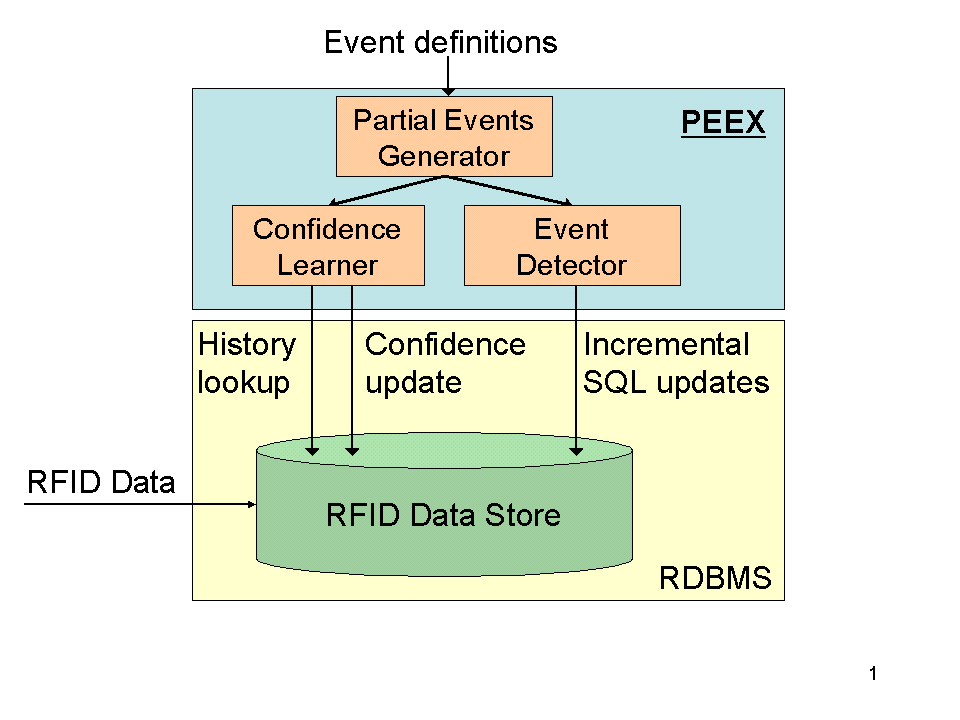 Event definitions
Partial Events
Generator
PEEX
Confidence
Learner
Event
Detector
History
lookup
Confidence
update
Incremental
SQL updates
RFID Data
RFID Data Store
RDBMS
1